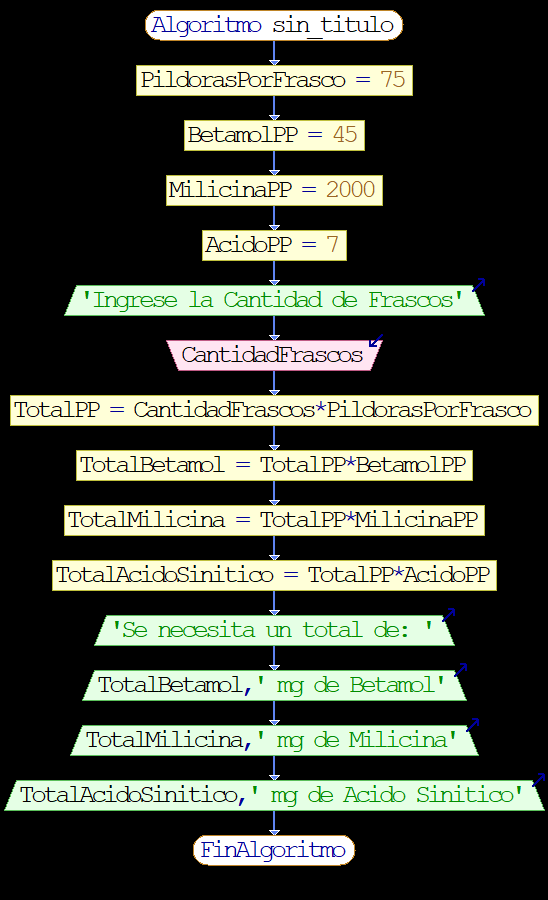 Algoritmo sin_titulo
PildorasPorFrasco = 75
BetamolPP = 45
MilicinaPP = 2000
AcidoPP = 7
'Ingrese la Cantidad de Frascos'
CantidadFrascos
TotalPP = CantidadFrascos*PildorasPorFrasco
TotalBetamol = TotalPP*BetamolPP
TotalMilicina = TotalPP*MilicinaPP
TotalAcidoSinitico = TotalPP*AcidoPP
'Se necesita un total de: '
TotalBetamol,' mg de Betamol'
TotalMilicina,' mg de Milicina'
TotalAcidoSinitico,' mg de Acido Sinitico'
FinAlgoritmo